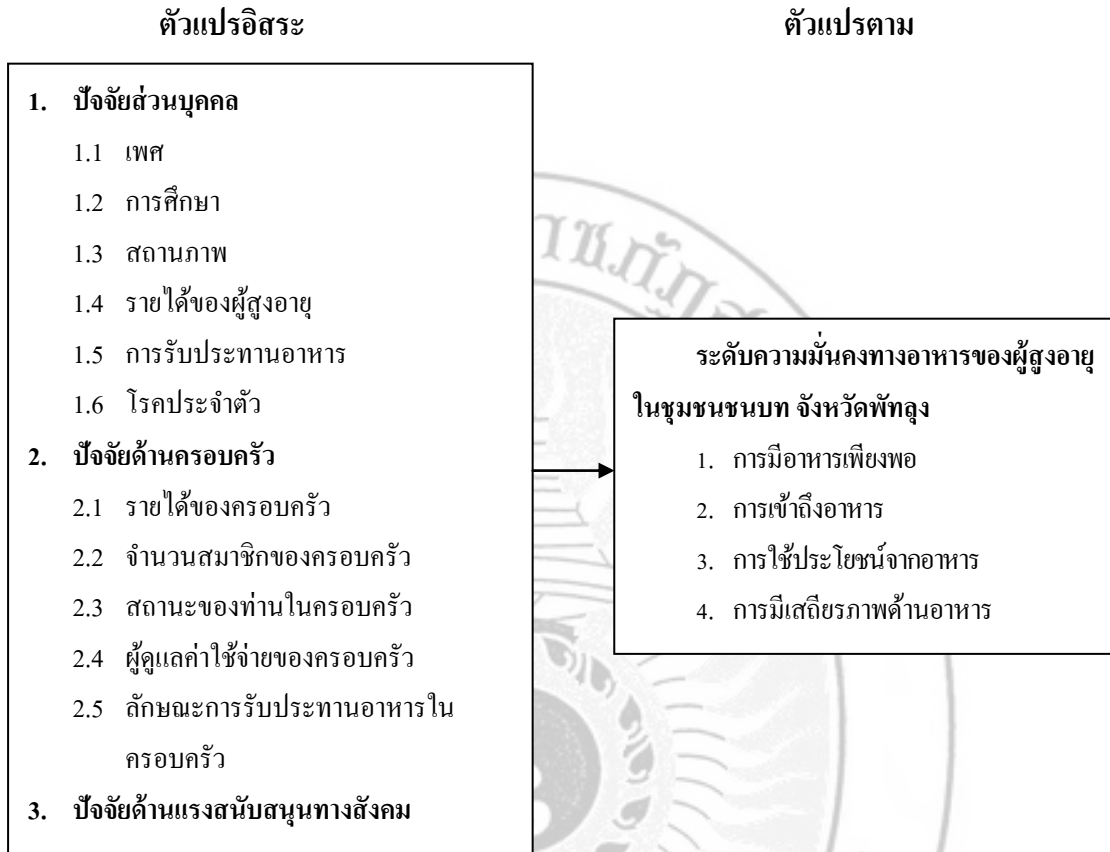 ตัวแปรอิสระ
ตัวแปรตาม
1. ปัจจัยส่วนบุคคล
1.1 เพศ
1.2 การศึกษา
1.3 สถานภาพ
1.4 รายได้ของผู้สูงอายุ
1.5 การรับประทานอาหาร
1.6 โรคประจำตัว
2. ปัจจัยด้านครอบครัว
2.1 รายได้ของครอบครัว
2.2 จำนวนสมาชิกของครอบครัว
2.3 สถานะของท่านในครอบครัว
2.4 ผู้ดูแลค่าใช้จ่ายของครอบครัว
2.5 ลักษณะการรับประทานอาหารใน
ครอบครัว
3. ปัจจัยด้านแรงสนับสนุนทางสังคม
ระดับความมั่นคงทางอาหารของผู้สูงอายุ
ในชุมชนชนบท จังหวัดพัทลุง
1. การมีอาหารเพียงพอ
2. การเข้าถึงอาหาร
3. การใช้ประโยชน์จากอาหาร
4. การมีเสถียรภาพด้านอาหาร